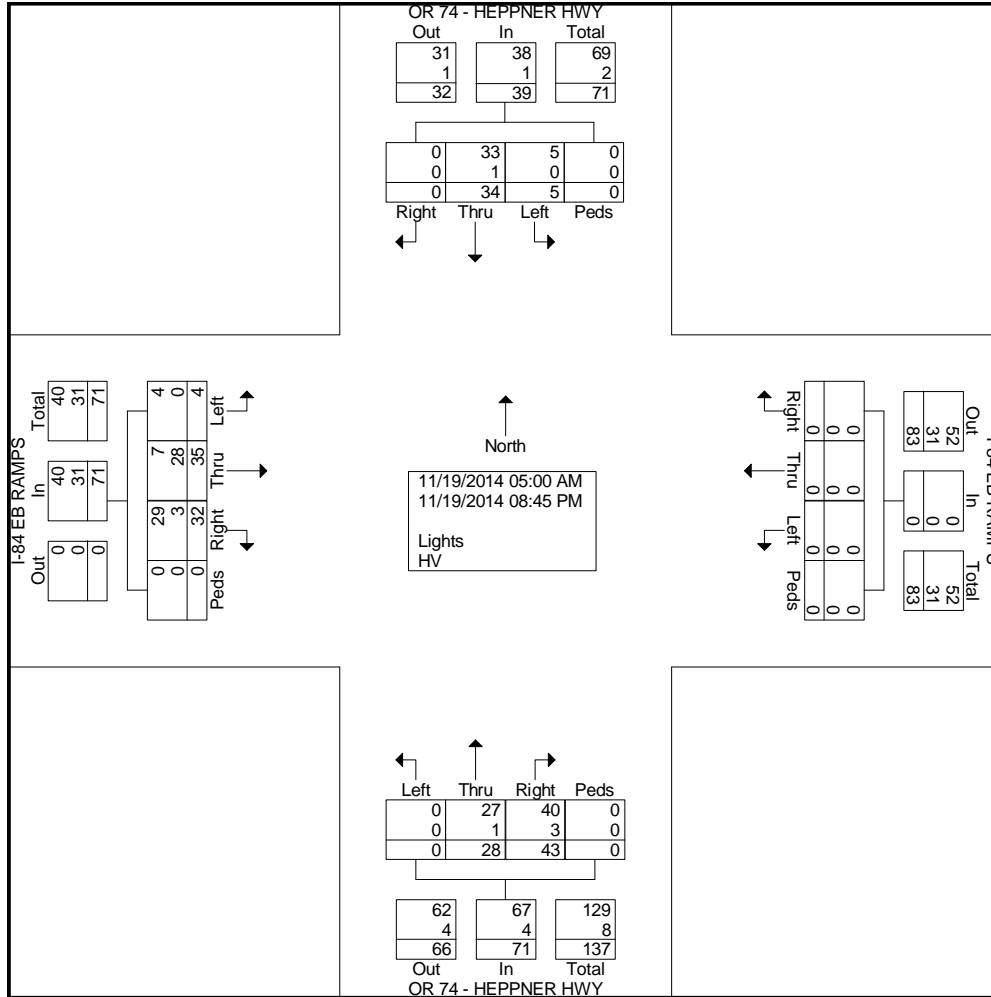 OR 74 - HEPPNER HWY
Out In Total
31 38 69
1 1 2
32 39 71
0 33 5 0
0 1 0 0
0 34 5 0
Right Thru Left Peds
I-84 EB RAMPS
Total In Out
40 40 0
31 31 0
71 71 0
Left Thru Right Peds
4 7 29 0
0 28 3 0
4 35 32 0
North
11/19/2014 05:00 AM
11/19/2014 08:45 PM
Lights
HV
Right Thru Left Peds
0 0 0 0
0 0 0 0
0 0 0 0
Out In Total
52 0 52
31 0 31
83 0 83
Left Thru Right Peds
0 27 40 0
0 1 3 0
0 28 43 0
62 67 129
4 4 8
66 71 137
Out In Total
OR 74 - HEPPNER HWY